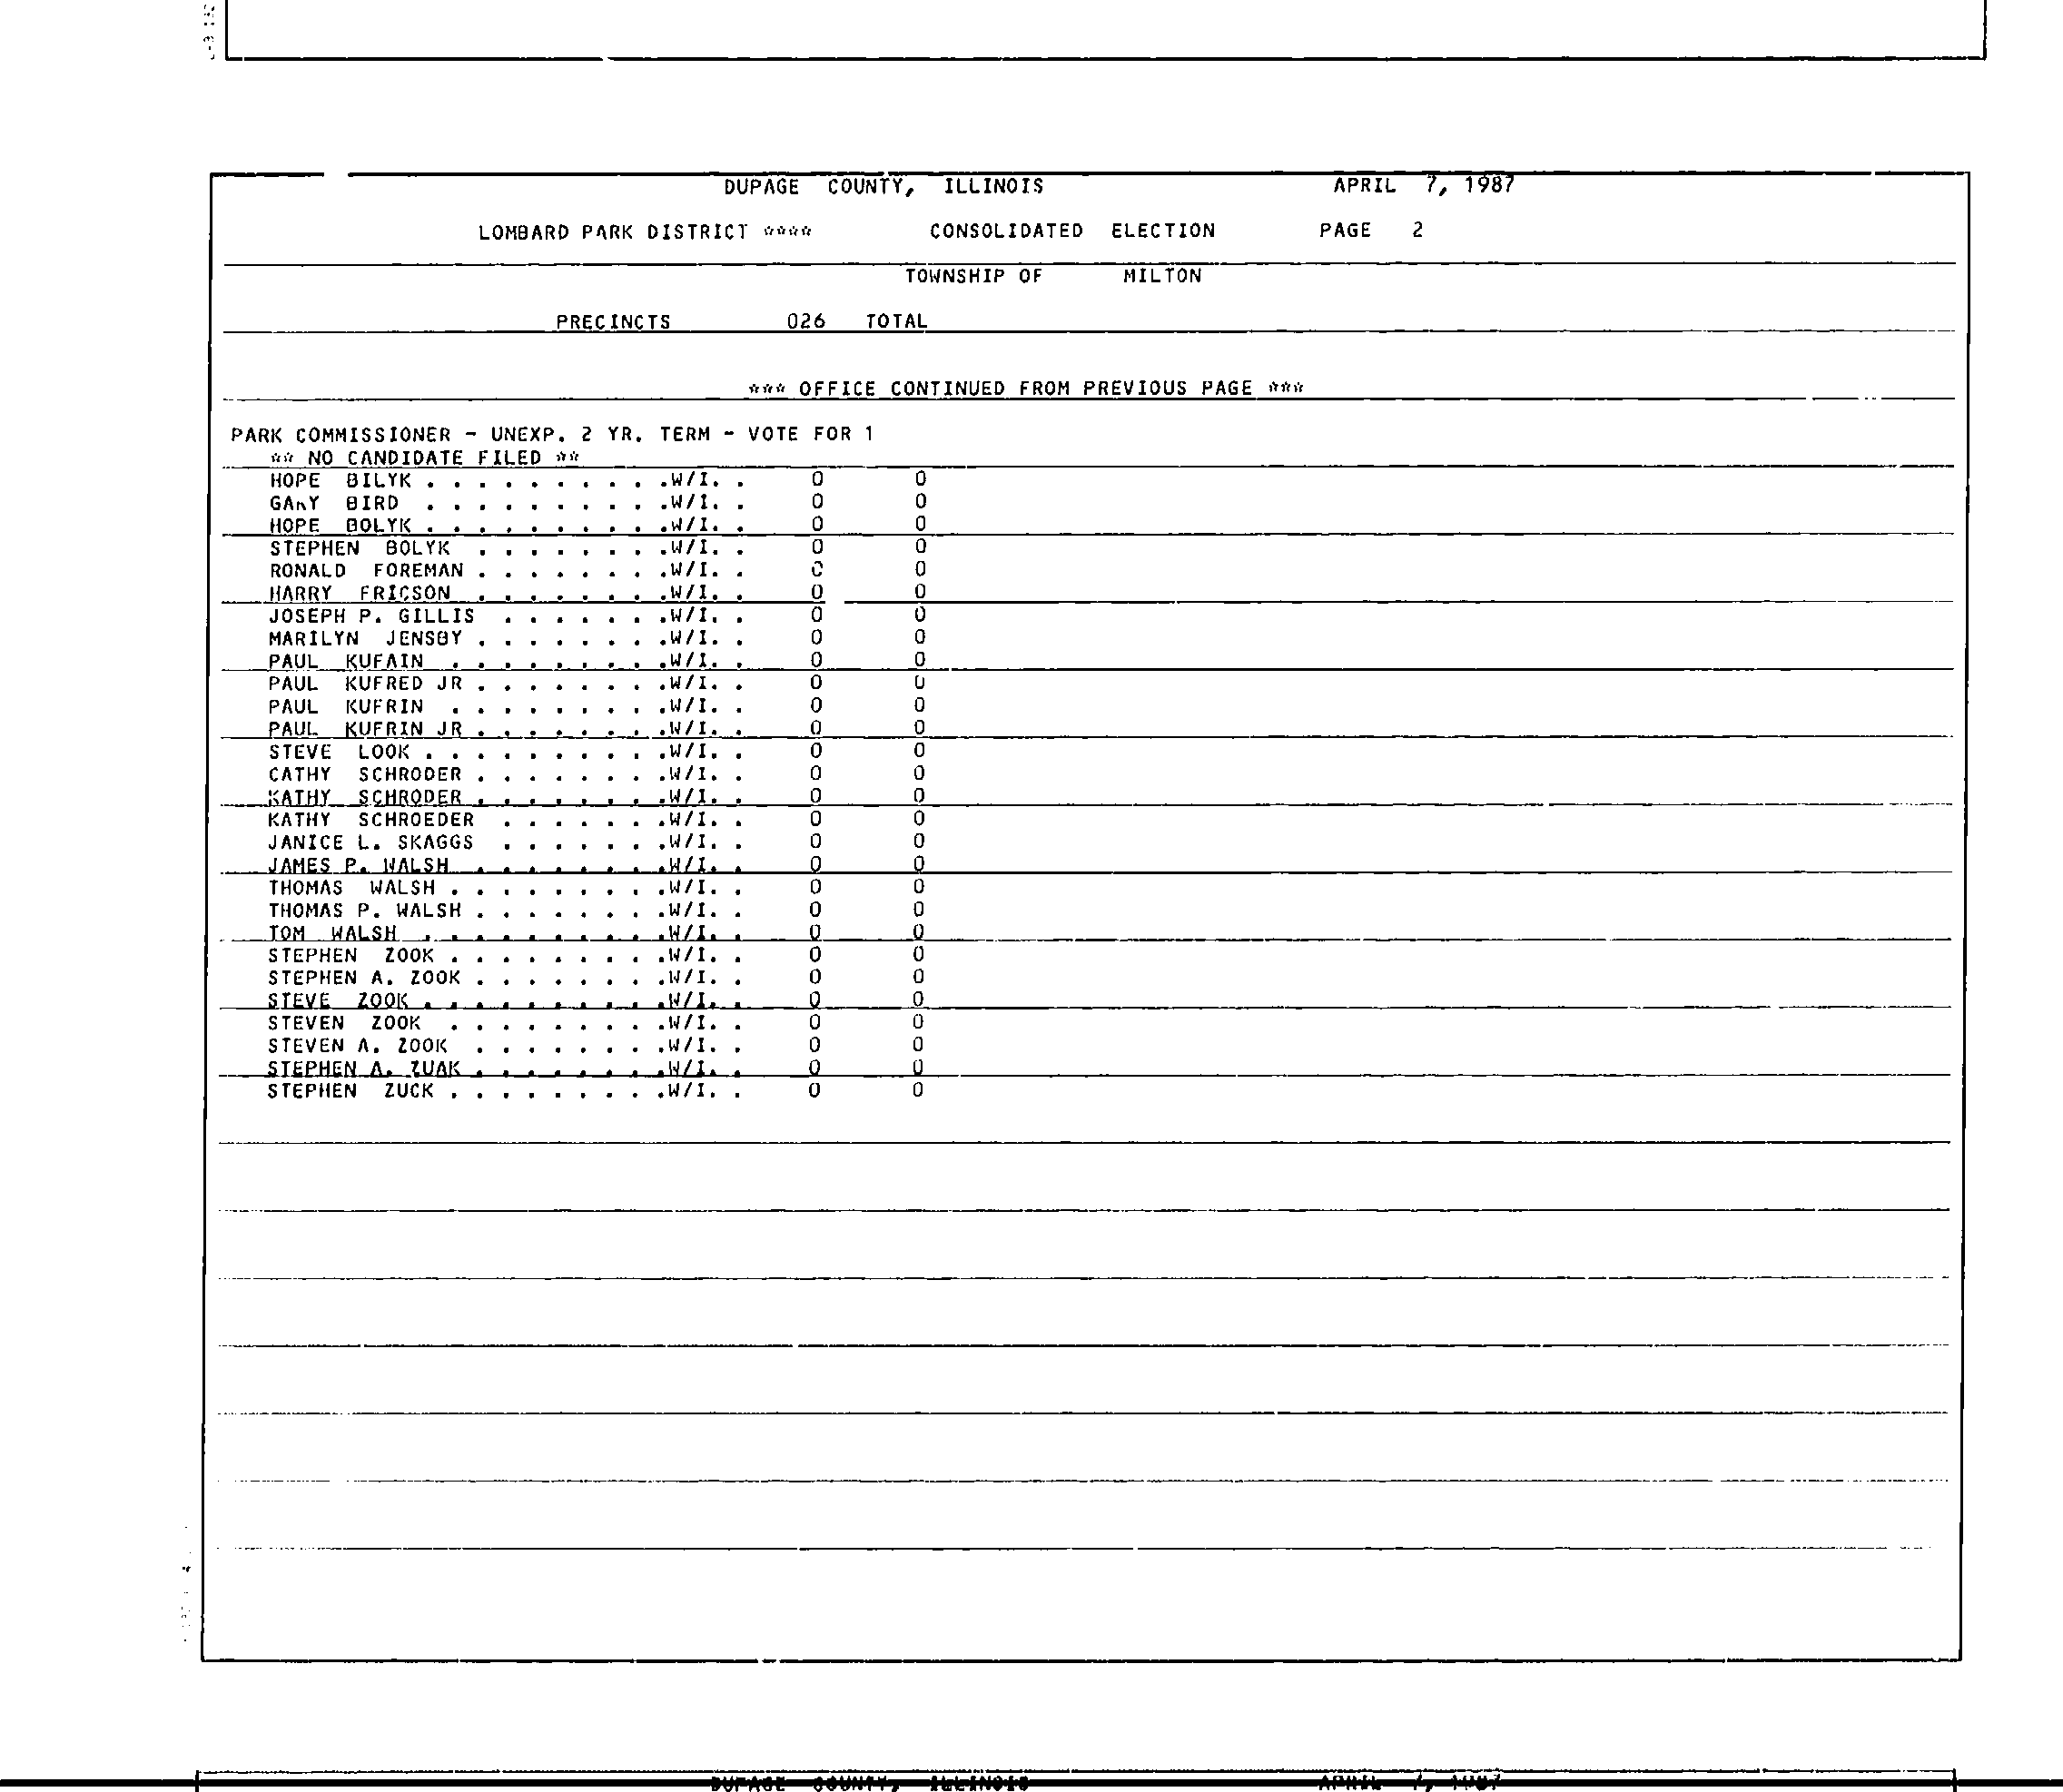 DUPAGE COUNTY, ILLINOIS APRIL 7, 1987
LOMBARD PARK DISTRICT **** CONSOLIDATED ELECTION PAGE 2
TOWNSHIP OF MILTON
PRECINCTS 026 TOTAL
*** OFFICE CONTINUED FROM PREVIOUS PAGE ***
PARK COMMISSIONER - UNEXP. 2 YR. TERM - VOTE FOR 1
** NO CANDIDATE FILED **
HOPE BILYK . . . . . . . . . .W/I. . 0 0
GARY BIRD . . . . . . . . . .W/I. . 0 0
HOPE BOLYK . . . . . . . . . .W/I. . 0 0
STEPHEN BOLYK . . . . . . . .W/I. . 0 0
RONALD FOREMAN . . . . . . . .W/I. . 0 0
HARRY FRICSON . . . . . . . .W/I. . 0 0
JOSEPH P. GILLIS . . . . . . .W/I. . 0 0
MARILYN JENSBY . . . . . . . .W/I. . 0 0
PAUL KUFAIN . . . . . . . . .W/I. . 0 0
PAUL KUFRED JR . . . . . . . .W/I. . 0 0
PAUL KUFRIN . . . . . . . . .W/I. . 0 0
PAUL KUFRIN JR . . . . . . . .W/I. . 0 0
STEVE LOOK . . . . . . . . . .W/I. . 0 0
CATHY SCHRODER . . . . . . . .W/I. . 0 0
KATHY SCHRODER . . . . . . . .W/I. . 0 0
KATHY SCHROEDER . . . . . . .W/I. . 0 0
JANICE L. SKAGGS . . . . . . .W/I. . 0 0
JAMES P. WALSH . . . . . . . .W/I. . 0 0
THOMAS WALSH . . . . . . . . .W/I. . 0 0
THOMAS P. WALSH . . . . . . . .W/I. . 0 0
TOM WALSH . . . . . . . . . .W/I. . 0 0
STEPHEN ZOOK . . . . . . . . .W/I. . 0 0
STEPHEN A. ZOOK . . . . . . . .W/I. . 0 0
STEVE ZOOK . . . . . . . . . .W/I. . 0 0
STEVEN ZOOK . . . . . . . . .W/I. . 0 0
STEVEN A. ZOOK . . . . . . . .W/I. . 0 0
STEPHEN A. ZUAK . . . . . . . .W/I. . 0 0
STEPHEN ZUCK . . . . . . . . .W/I. . 0 0
DUPAGE COUNTY, ILLINOIS APRIL 7, 1987